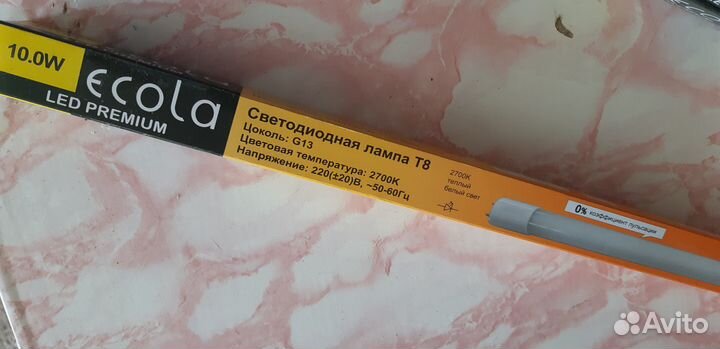 10.0W
Ecola
LED PREMIUM
Светодиодная лампа T8
Цоколь: G13
Цветовая температура: 2700K
Напряжение: 220(±20)В, ~50-60Гц
2700K
теплый
белый свет
0% коэффициент пульсации
Avito